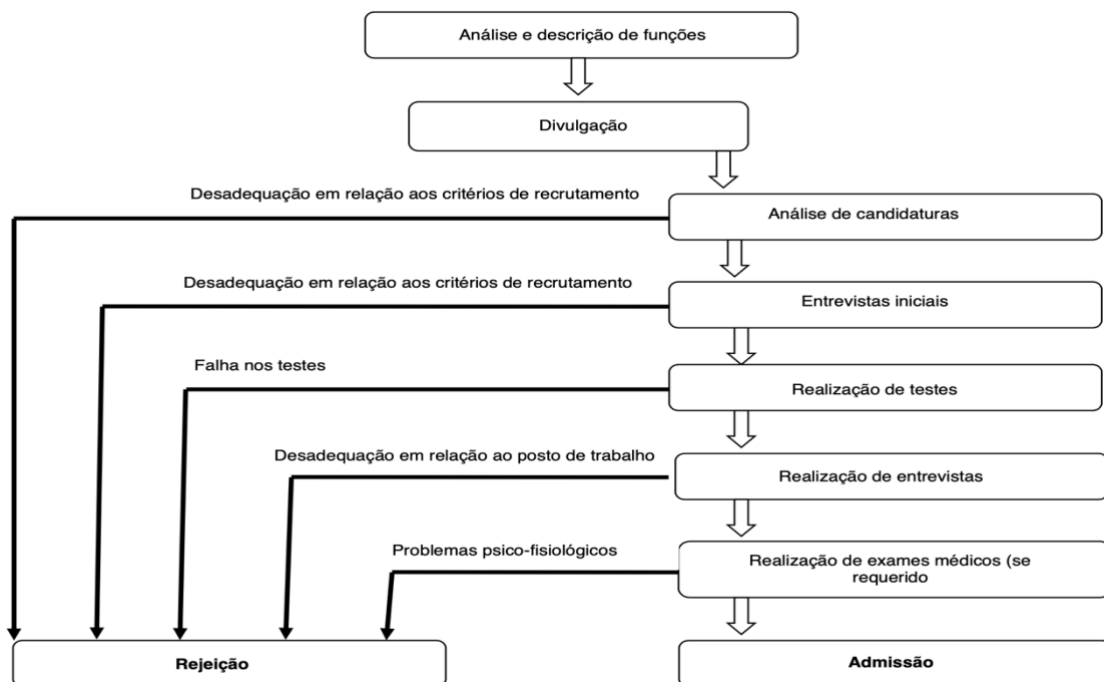 Análise e descrição de funções
Divulgação
Desadequação em relação aos critérios de recrutamento
Análise de candidaturas
Desadequação em relação aos critérios de recrutamento
Entrevistas iniciais
Falha nos testes
Realização de testes
Desadequação em relação ao posto de trabalho
Realização de entrevistas
Problemas psico-fisiológicos
Realização de exames médicos (se
requerido
Rejeição
Admissão